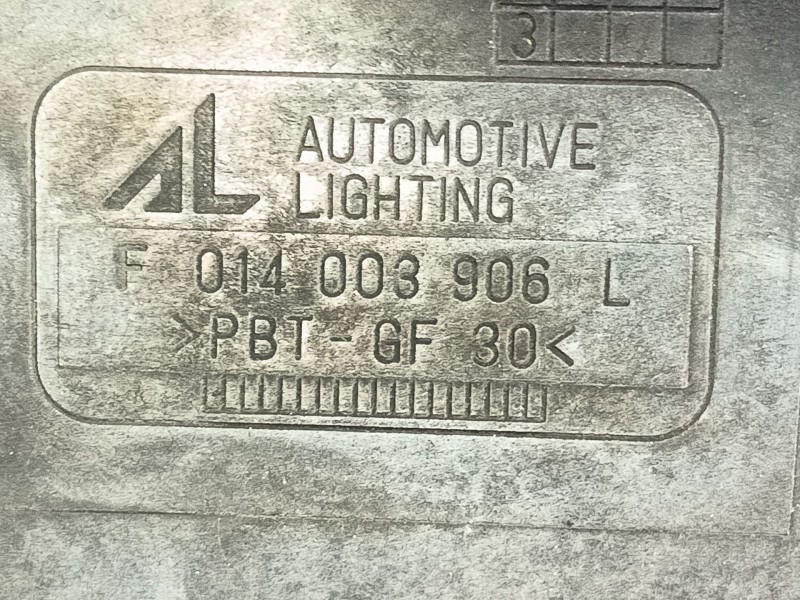 3
AL AUTOMOTIVE
LIGHTING
F 014 003 906 L
>PBT-GF 30<